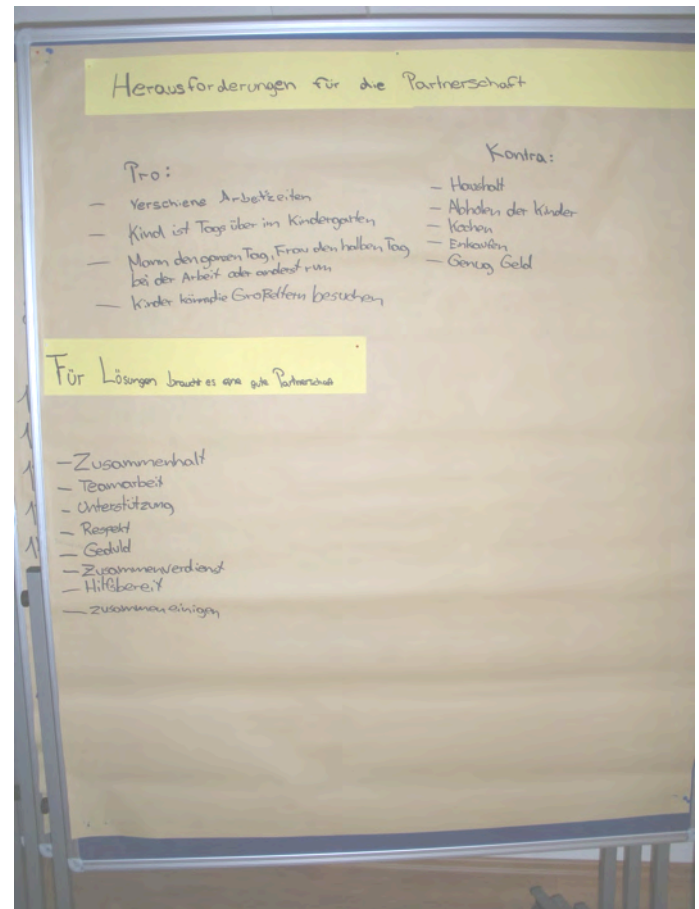 Herausforderungen für die Partnerschaft
Pro:
— Verschiene Arbeitzeiten
— Kind ist Tags über im Kindergarten
— Mann den ganzen Tag, Frau den halben Tag
bei der Arbeit oder anderst rum
— Kinder könn die Großeltern besuchen
Kontra:
— Haushalt
— Abholen der Kinder
— Kochen
— Einkaufen
— Genug Geld
Für Lösungen braucht es eine gute Partnerschaft
— Zusammenhalt
— Teamarbeit
— Unterstützung
— Respekt
— Geduld
— Zusammenverdienst
— Hilfsbereit
— zusammen einigen